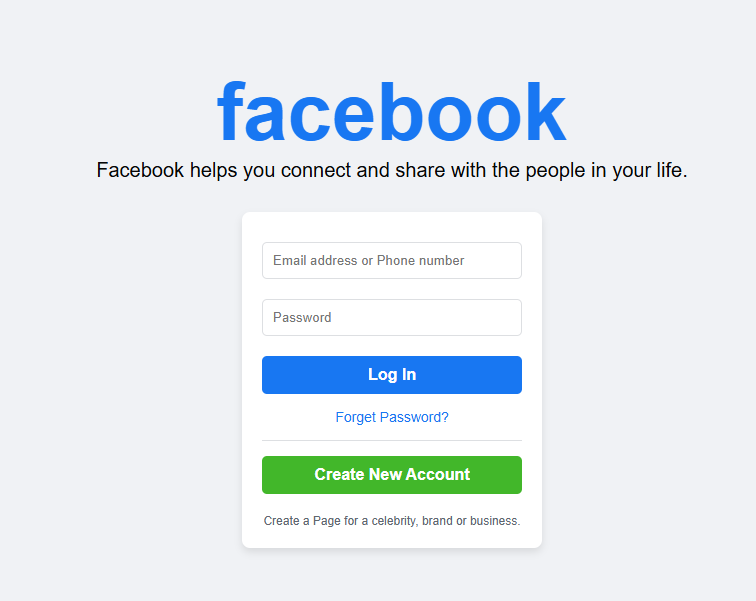 facebook
Facebook helps you connect and share with the people in your life.
Email address or Phone number
Password
Log In
Forget Password?
Create New Account
Create a Page for a celebrity, brand or business.